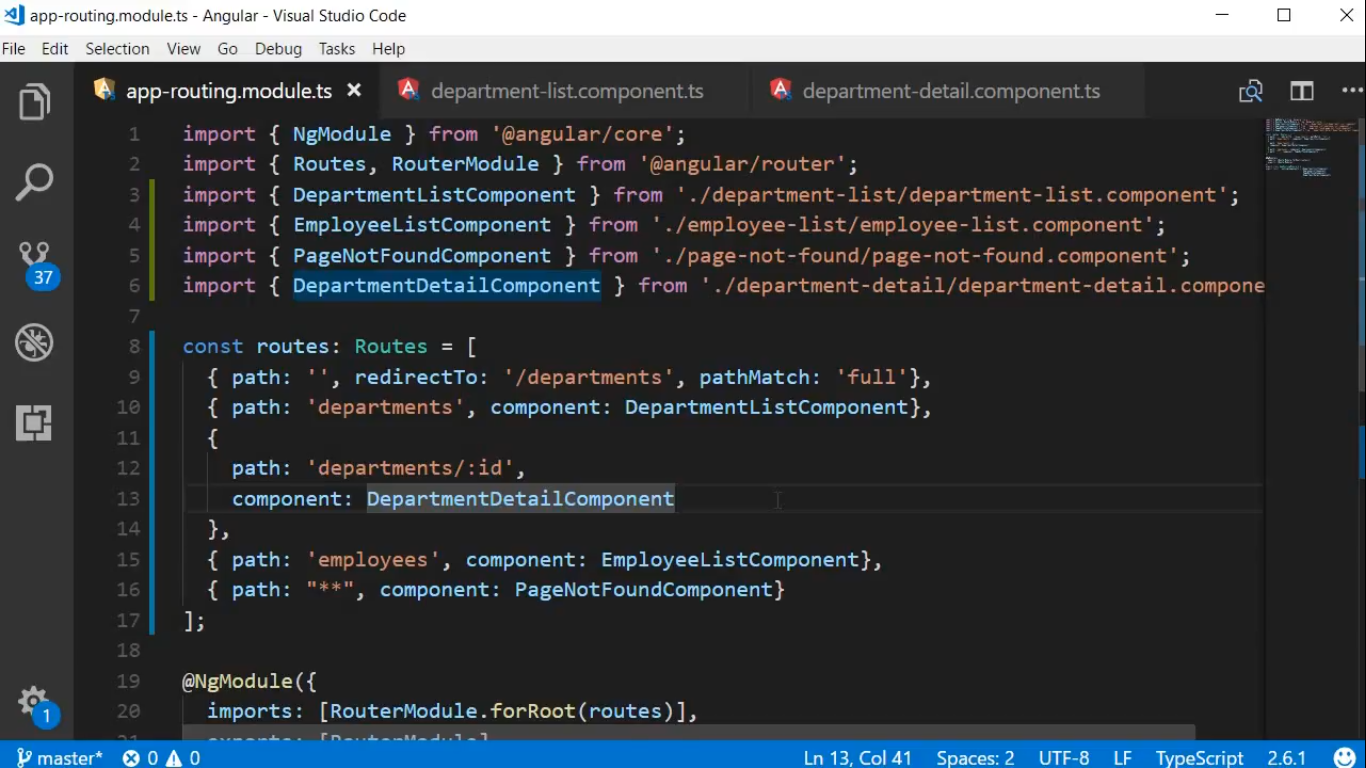 app-routing.module.ts - Angular - Visual Studio Code
File Edit Selection View Go Debug Tasks Help
app-routing.module.ts department-list.component.ts department-detail.component.ts
1 import { NgModule } from '@angular/core';
2 import { Routes, RouterModule } from '@angular/router';
3 import { DepartmentListComponent } from './department-list/department-list.component';
4 import { EmployeeListComponent } from './employee-list/employee-list.component';
5 import { PageNotFoundComponent } from './page-not-found/page-not-found.component';
6 import { DepartmentDetailComponent } from './department-detail/department-detail.compone
7
8 const routes: Routes = [
9 { path: '', redirectTo: '/departments', pathMatch: 'full'},
10 { path: 'departments', component: DepartmentListComponent},
11 {
12 path: 'departments/:id',
13 component: DepartmentDetailComponent
14 },
15 { path: 'employees', component: EmployeeListComponent},
16 { path: "**", component: PageNotFoundComponent}
17 ];
18
19 @NgModule({
20 imports: [RouterModule.forRoot(routes)],
21 exports: [RouterModule]
37
1
master* 0 0 Ln 13, Col 41 Spaces: 2 UTF-8 LF TypeScript 2.6.1